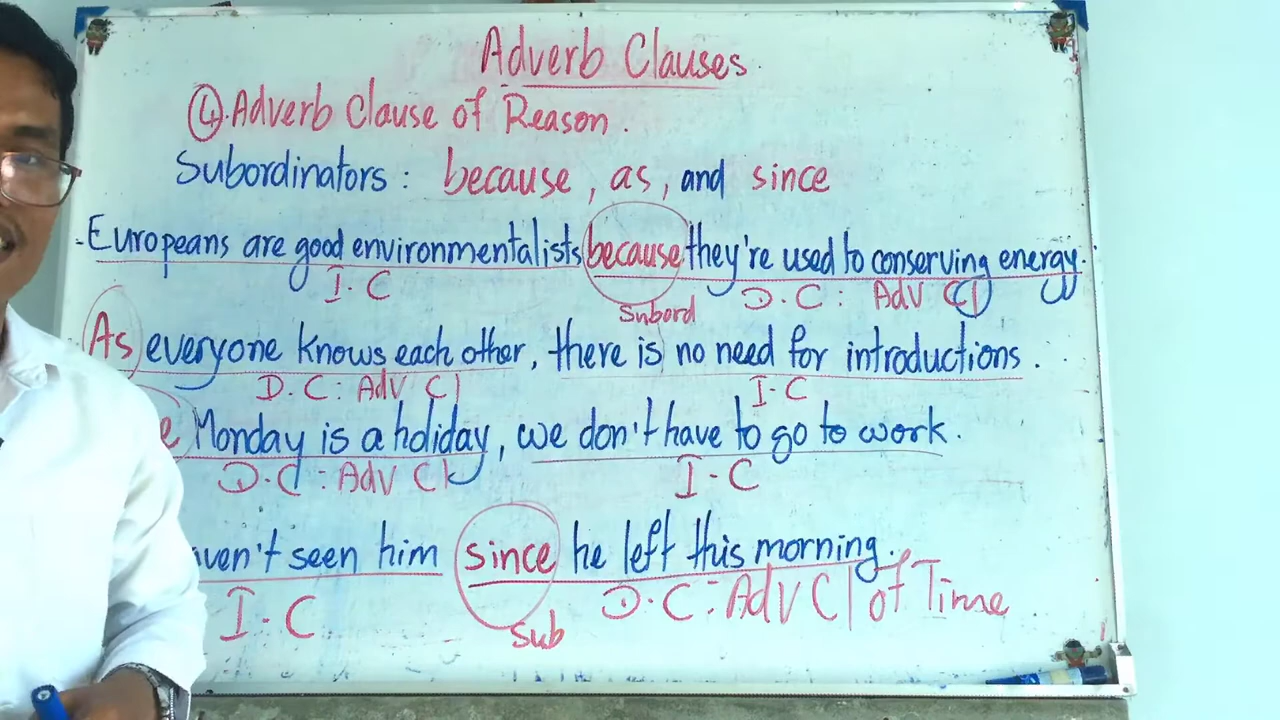 Adverb Clauses
④ Adverb Clause of Reason.
Subordinators: because, as, and since
- Europeans are good environmentalists because they're used to conserving energy.
I.C Subord D.C: Adv Cl
As everyone knows each other, there is no need for introductions.
D.C: Adv Cl I.C
e Monday is a holiday, we don't have to go to work.
D.C: Adv Cl I-C
ven't seen him since he left this morning.
I.C Sub D.C: Adv Cl of Time